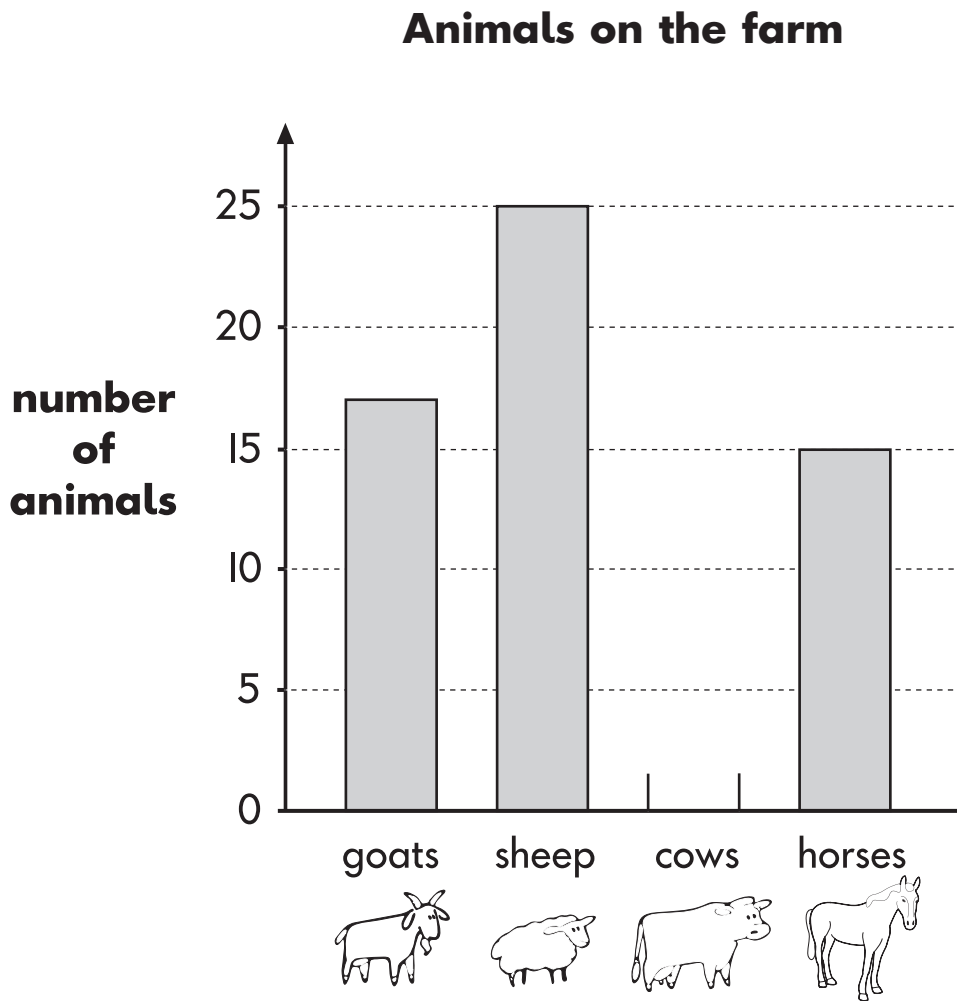 Animals on the farm
25
20
number
of
animals
15
10
5
0
goats sheep cows horses